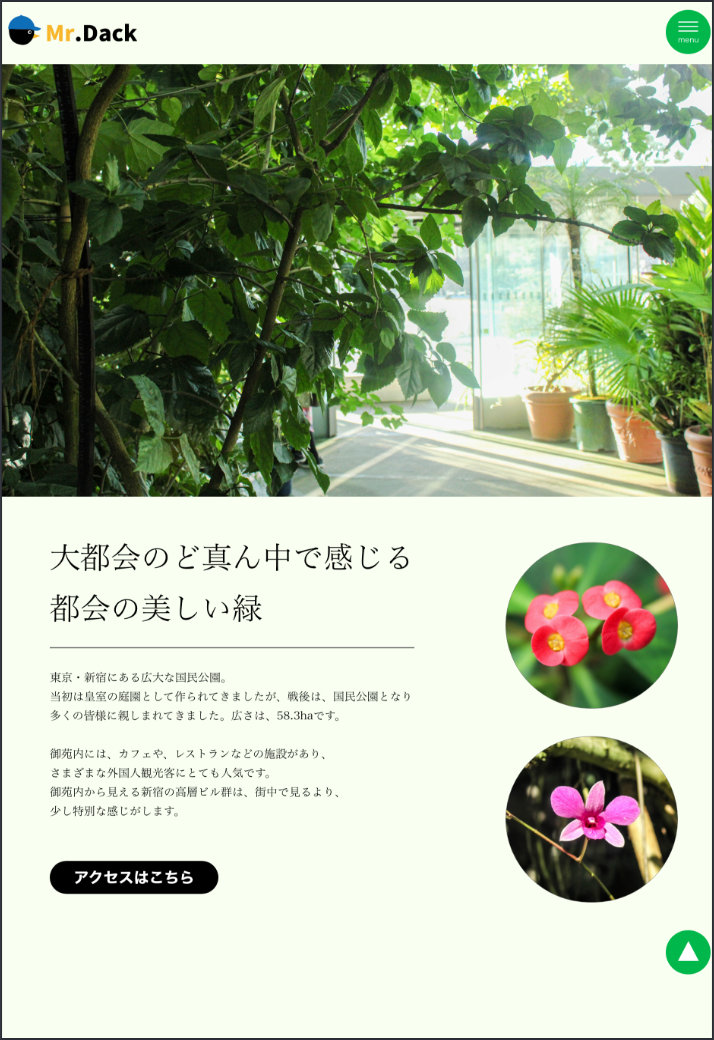 Mr.Dack
menu
大都会のど真ん中で感じる
都会の美しい緑
東京・新宿にある広大な国民公園。
当初は皇室の庭園として作られてきましたが、戦後は、国民公園となり
多くの皆様に親しまれてきました。広さは、58.3haです。
御苑内には、カフェや、レストランなどの施設があり、
さまざまな外国人観光客にとても人気です。
御苑内から見える新宿の高層ビル群は、街中で見るより、
少し特別な感じがします。
アクセスはこちら